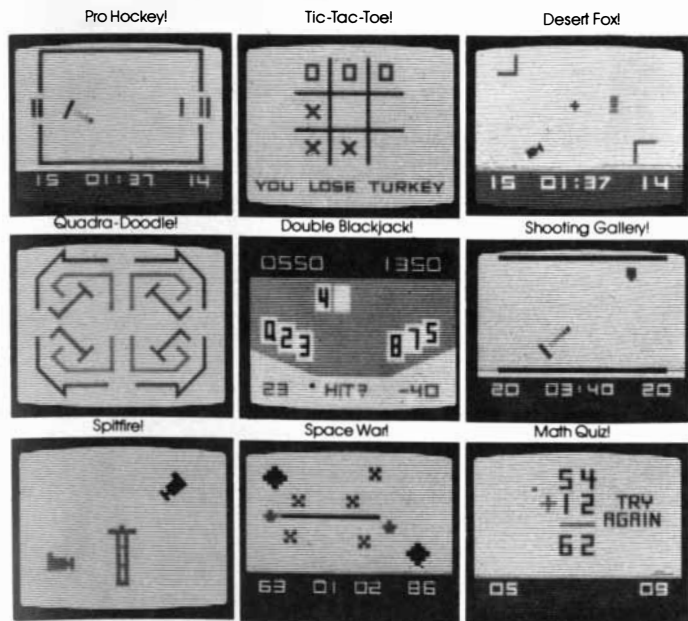 Pro Hockey!
Tic-Tac-Toe!
Desert Fox!
15 01:37 14
O O O
X
X X
YOU LOSE TURKEY
15 01:37 14
Quadra-Doodle!
Double Blackjack!
Shooting Gallery!
0550 1350
4
Q 2 3
8 7 5
23 HIT? -40
20 03:40 20
Spitfire!
Space War!
Math Quiz!
63 01 02 86
54
+12
62
TRY
AGAIN
05 09